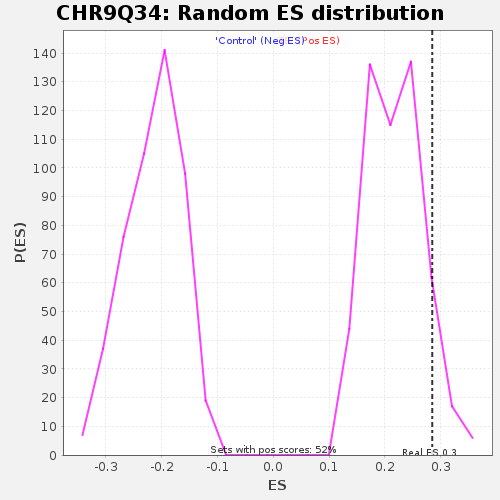 CHR9Q34: Random ES distribution
'Control' (Neg ES) Pos ES)
140
130
120
110
100
90
80
70
60
50
40
30
20
10
0
P(ES)
Sets with pos scores: 52%
Real ES 0.3
-0.3 -0.2 -0.1 0.0 0.1 0.2 0.3
ES